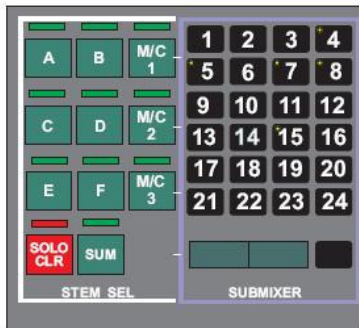 A B M/C 1
C D M/C 2
E F M/C 3
SOLO CLR SUM
STEM SEL
1 2 3 4
5 6 7 8
9 10 11 12
13 14 15 16
17 18 19 20
21 22 23 24
SUBMIXER